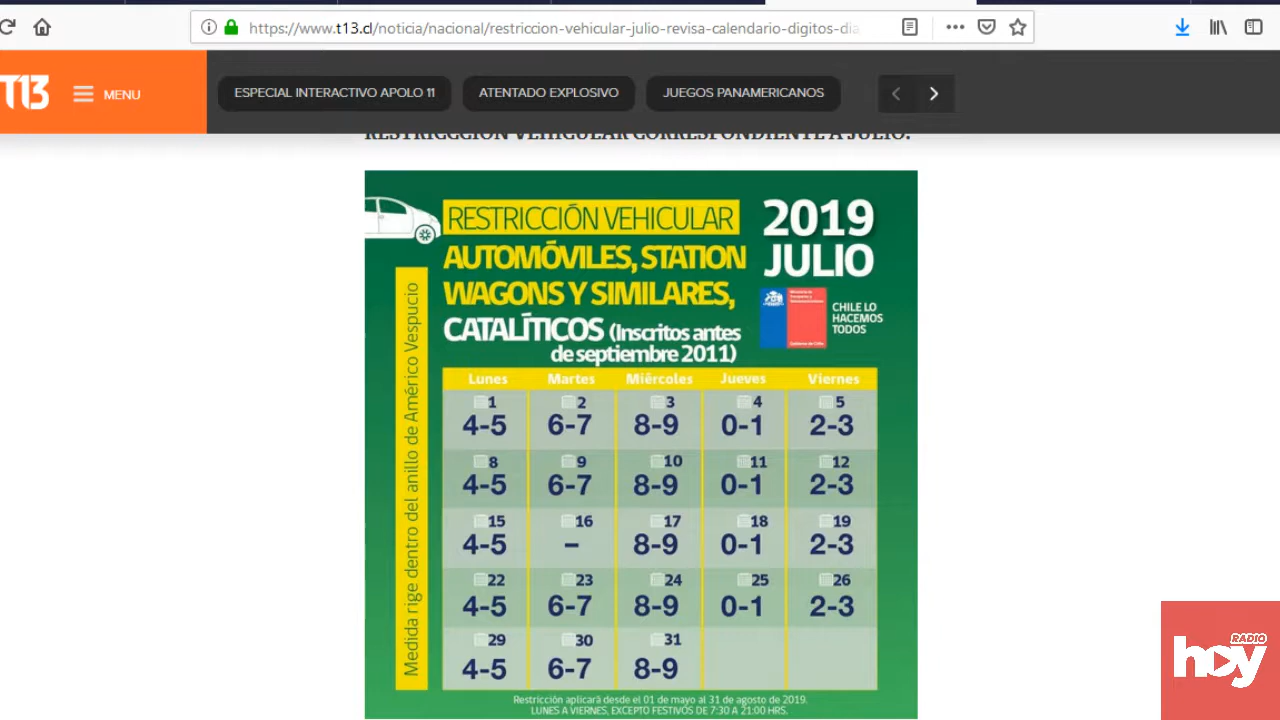 https://www.t13.cl/noticia/nacional/restriccion-vehicular-julio-revisa-calendario-digitos-dia
T13
MENU
ESPECIAL INTERACTIVO APOLO 11
ATENTADO EXPLOSIVO
JUEGOS PANAMERICANOS
VEHICULAR CORRESPONDIENTE A JULIO:
RESTRICCIÓN VEHICULAR
2019
JULIO
AUTOMÓVILES, STATION
WAGONS Y SIMILARES,
CATALÍTICOS (Inscritos antes
de septiembre 2011)
CHILE LO
HACEMOS
TODOS
Medida rige dentro del anillo de Américo Vespucio
Lunes Martes Miércoles Jueves Viernes
1 2 3 4 5
4-5 6-7 8-9 0-1 2-3
8 9 10 11 12
4-5 6-7 8-9 0-1 2-3
15 16 17 18 19
4-5 – 8-9 0-1 2-3
22 23 24 25 26
4-5 6-7 8-9 0-1 2-3
29 30 31
4-5 6-7 8-9
Restricción aplicará desde el 01 de mayo al 31 de agosto de 2019.
LUNES A VIERNES, EXCEPTO FESTIVOS DE 7:30 A 21:00 HRS.
RADIO
hoy